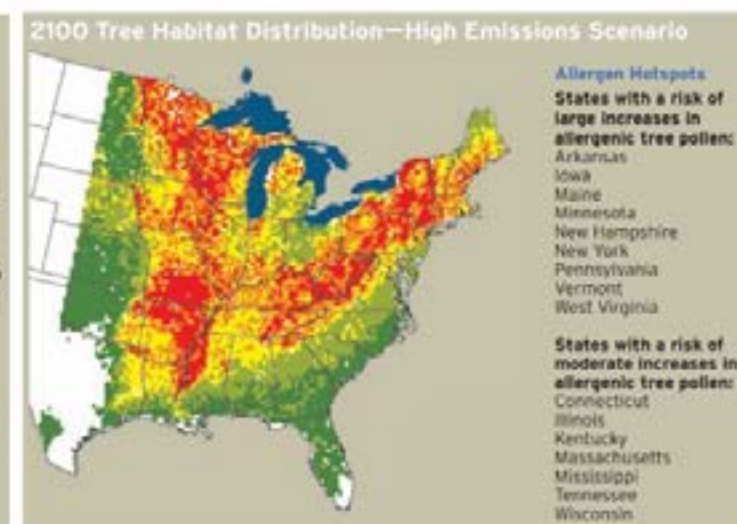 2100 Tree Habitat Distribution—High Emissions Scenario
Allergen Hotspots
States with a risk of
large increases in
allergenic tree pollen:
Arkansas
Iowa
Maine
Minnesota
New Hampshire
New York
Pennsylvania
Vermont
West Virginia
States with a risk of
moderate increases in
allergenic tree pollen:
Connecticut
Illinois
Kentucky
Massachusetts
Mississippi
Tennessee
Wisconsin